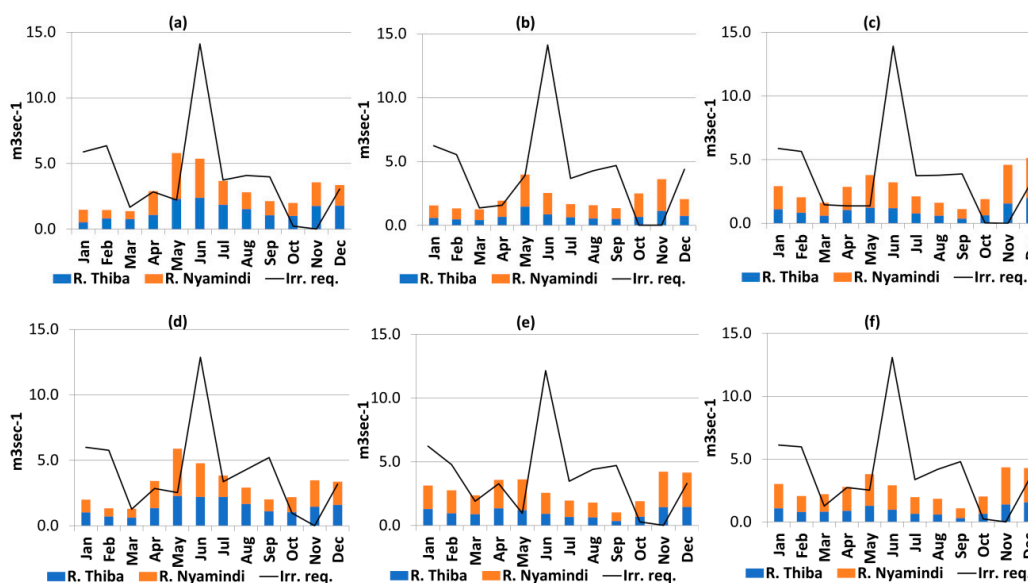 (a)
15.0
10.0
5.0
0.0
m3sec-1
Jan Feb Mar Apr May Jun Jul Aug Sep Oct Nov Dec
R. Thiba R. Nyamindi Irr. req.
(b)
15.0
10.0
5.0
0.0
m3sec-1
Jan Feb Mar Apr May Jun Jul Aug Sep Oct Nov Dec
R. Thiba R. Nyamindi Irr. req.
(c)
15.0
10.0
5.0
0.0
m3sec-1
Jan Feb Mar Apr May Jun Jul Aug Sep Oct Nov Dec
R. Thiba R. Nyamindi Irr. req.
(d)
15.0
10.0
5.0
0.0
m3sec-1
Jan Feb Mar Apr May Jun Jul Aug Sep Oct Nov Dec
R. Thiba R. Nyamindi Irr. req.
(e)
15.0
10.0
5.0
0.0
m3sec-1
Jan Feb Mar Apr May Jun Jul Aug Sep Oct Nov Dec
R. Thiba R. Nyamindi Irr. req.
(f)
15.0
10.0
5.0
0.0
m3sec-1
Jan Feb Mar Apr May Jun Jul Aug Sep Oct Nov Dec
R. Thiba R. Nyamindi Irr. req.